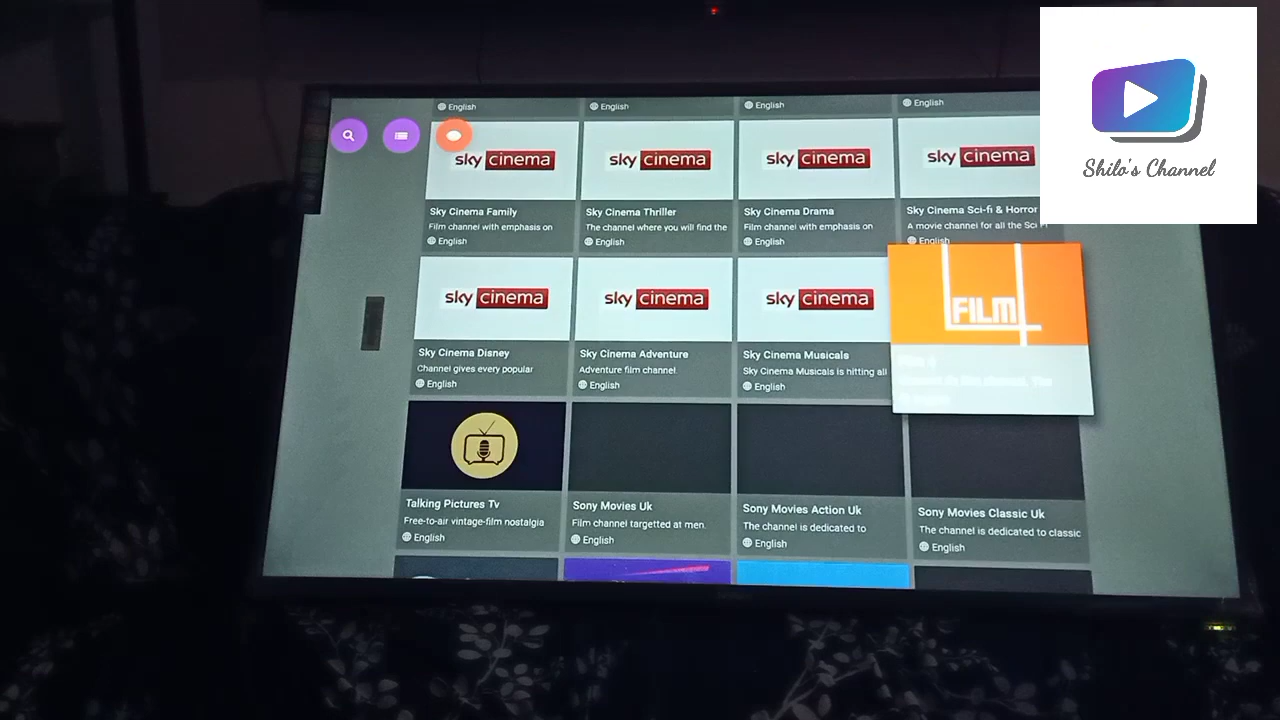 English
English
English
English
sky cinema
sky cinema
sky cinema
sky cinema
Sky Cinema Family
Film channel with emphasis on
English
Sky Cinema Thriller
The channel where you will find the
English
Sky Cinema Drama
Film channel with emphasis on
English
Sky Cinema Sci-fi & Horror
A movie channel for all the Sci Fi
English
sky cinema
sky cinema
sky cinema
FILM4
Sky Cinema Disney
Channel gives every popular
English
Sky Cinema Adventure
Adventure film channel.
English
Sky Cinema Musicals
Sky Cinema Musicals is hitting all
English
Film 4
Talking Pictures Tv
Free-to-air vintage-film nostalgia
English
Sony Movies Uk
Film channel targetted at men.
English
Sony Movies Action Uk
The channel is dedicated to
English
Sony Movies Classic Uk
The channel is dedicated to classic
English
Shilo's Channel